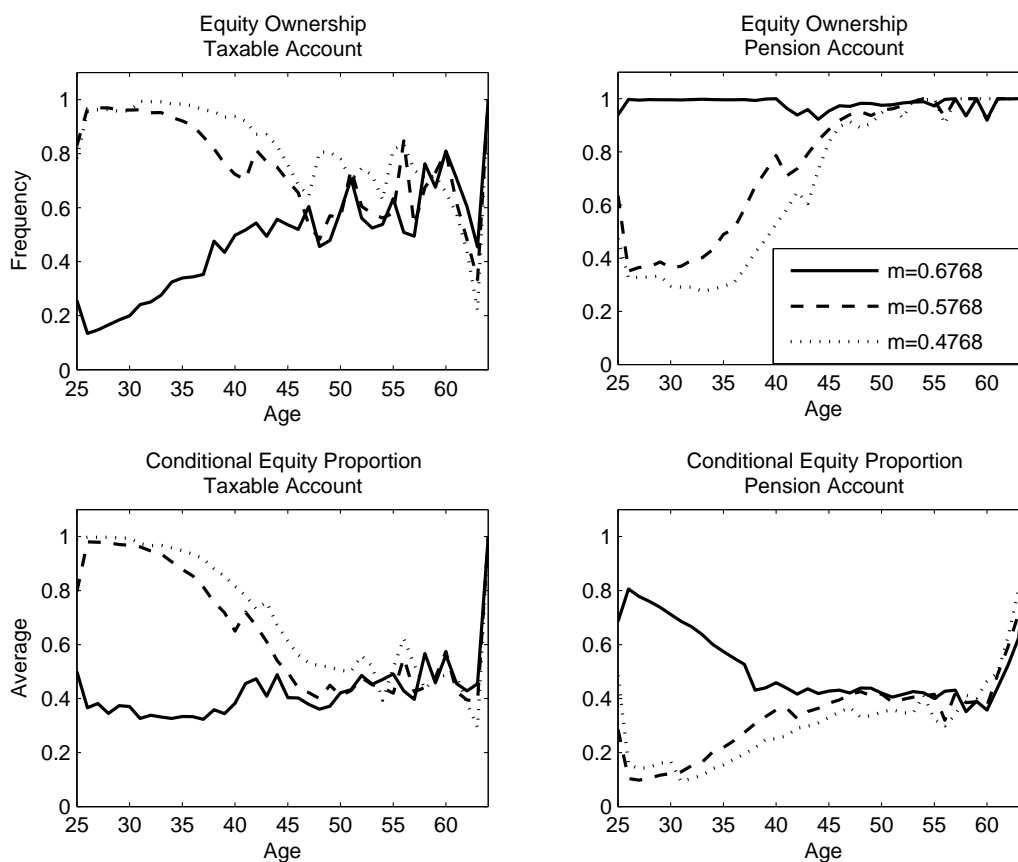 Equity Ownership
Taxable Account
Frequency
1
0.8
0.6
0.4
0.2
0
25 30 35 40 45 50 55 60
Age
Equity Ownership
Pension Account
1
0.8
0.6
0.4
0.2
0
m=0.6768
m=0.5768
m=0.4768
25 30 35 40 45 50 55 60
Age
Conditional Equity Proportion
Taxable Account
Average
1
0.8
0.6
0.4
0.2
0
25 30 35 40 45 50 55 60
Age
Conditional Equity Proportion
Pension Account
1
0.8
0.6
0.4
0.2
0
25 30 35 40 45 50 55 60
Age